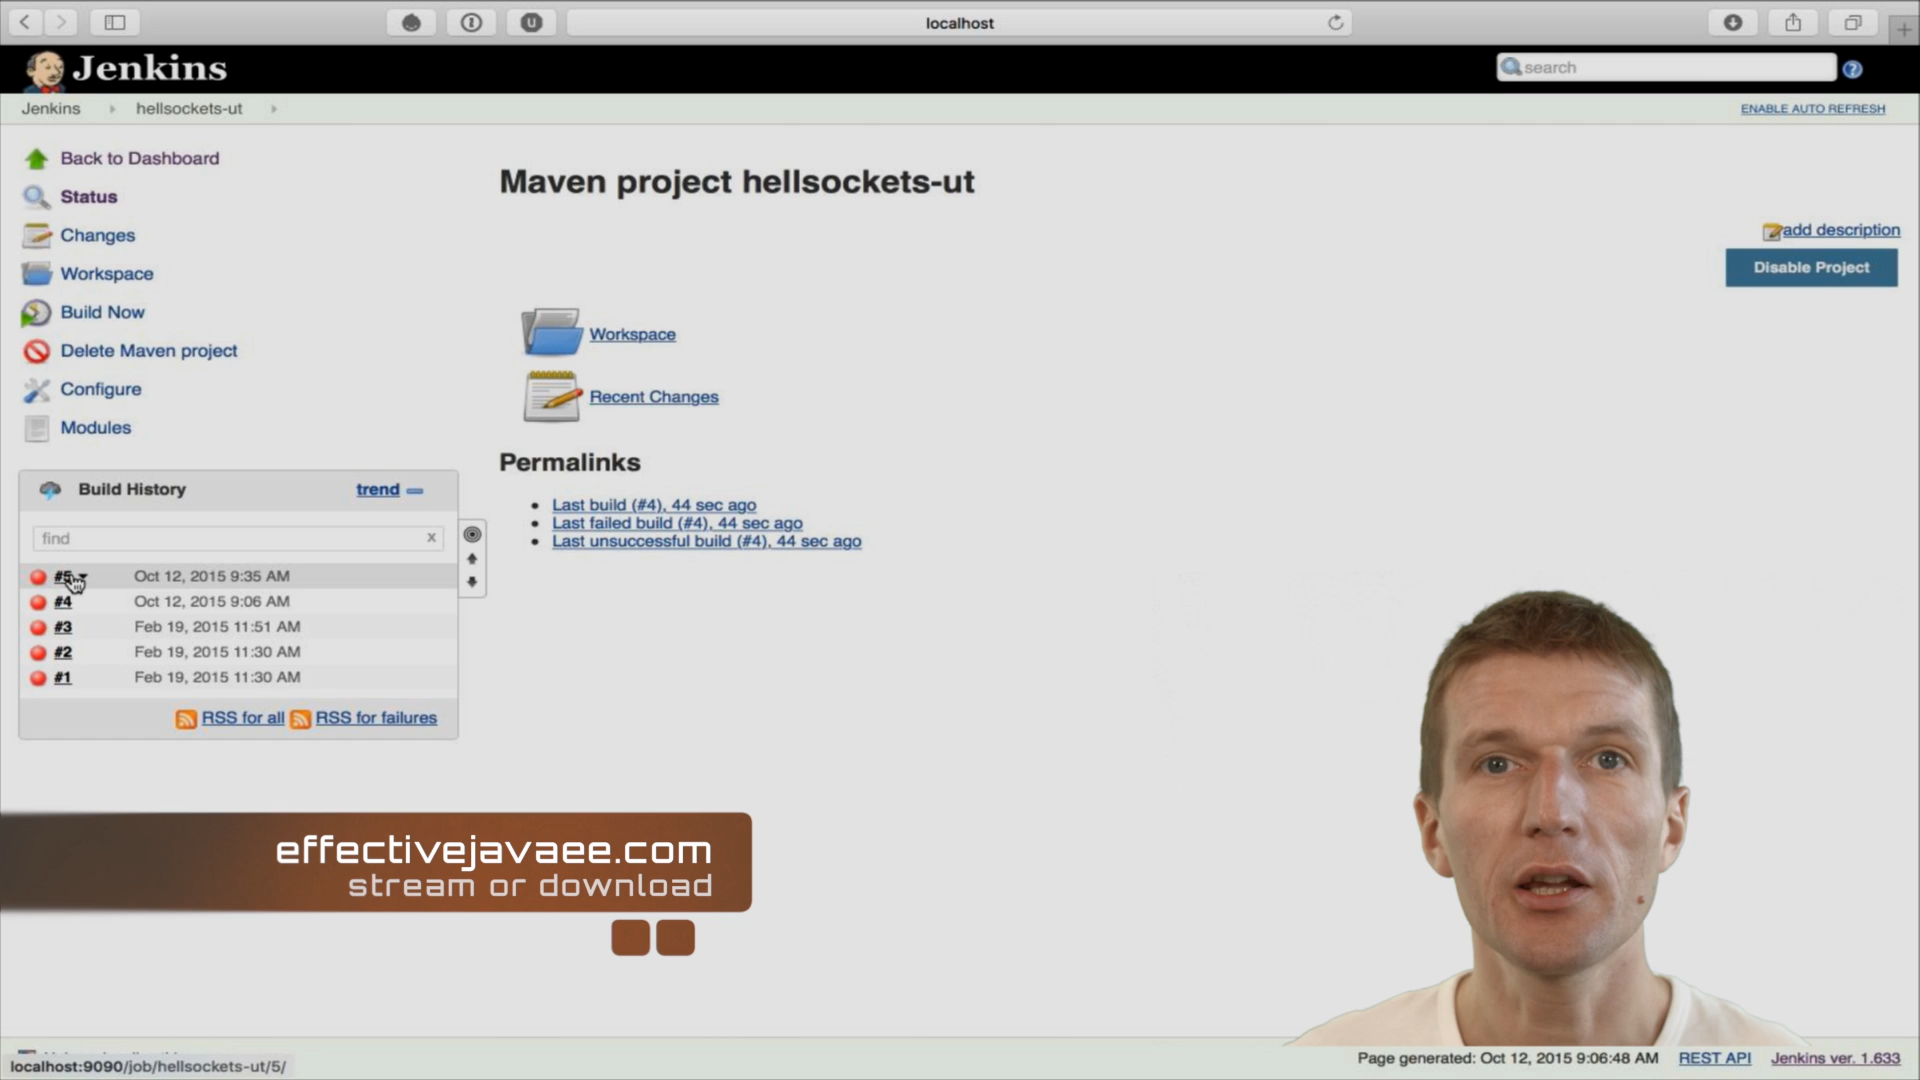 localhost
Jenkins
search
Jenkins
hellsockets-ut
ENABLE AUTO REFRESH
Back to Dashboard
Status
Changes
Workspace
Build Now
Delete Maven project
Configure
Modules
Maven project hellsockets-ut
add description
Disable Project
Workspace
Recent Changes
Permalinks
Last build (#4), 44 sec ago
Last failed build (#4), 44 sec ago
Last unsuccessful build (#4), 44 sec ago
Build History
trend
find
x
#5 Oct 12, 2015 9:35 AM
#4 Oct 12, 2015 9:06 AM
#3 Feb 19, 2015 11:51 AM
#2 Feb 19, 2015 11:30 AM
#1 Feb 19, 2015 11:30 AM
RSS for all RSS for failures
effectivejavaee.com
stream or download
localhost:9090/job/hellsockets-ut/5/
Page generated: Oct 12, 2015 9:06:48 AM REST API Jenkins ver. 1.633